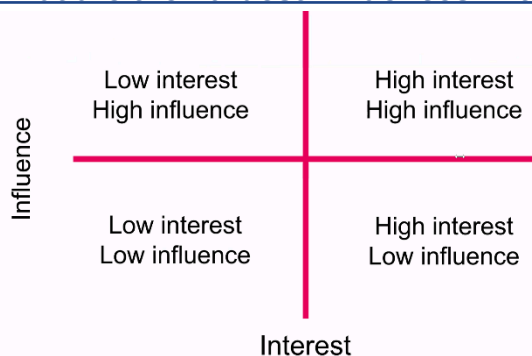 Low interest
High influence
High interest
High influence
Influence
Low interest
Low influence
High interest
Low influence
Interest